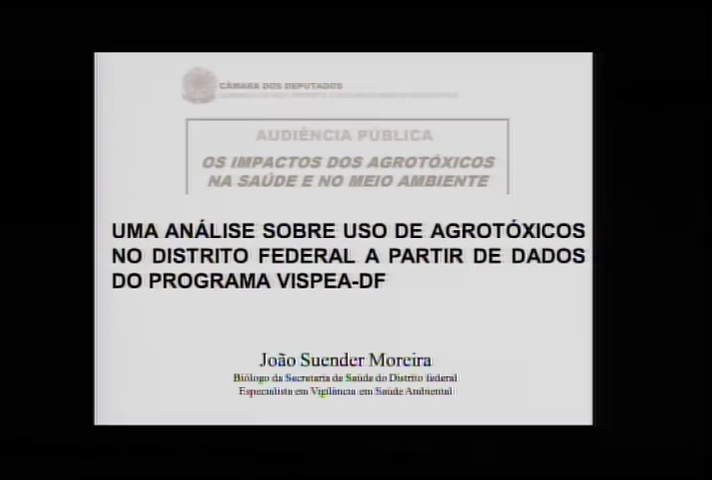 CÂMARA DOS DEPUTADOS
AUDIÊNCIA PÚBLICA
OS IMPACTOS DOS AGROTÓXICOS
NA SAÚDE E NO MEIO AMBIENTE
UMA ANÁLISE SOBRE USO DE AGROTÓXICOS
NO DISTRITO FEDERAL A PARTIR DE DADOS
DO PROGRAMA VISPEA-DF
João Suender Moreira
Biólogo da Secretaria de Saúde do Distrito federal
Especialista em Vigilância em Saúde Ambiental